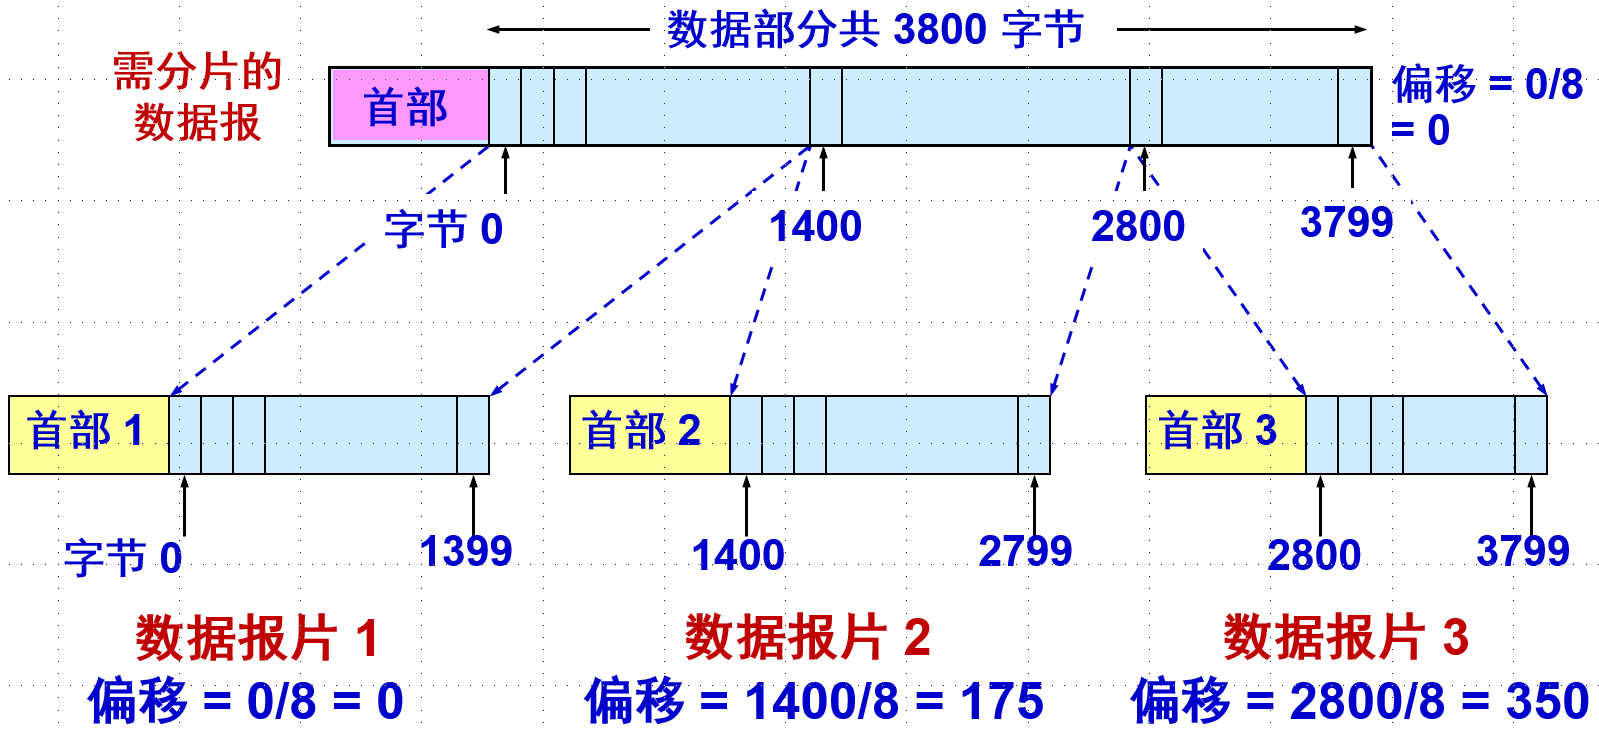 数据部分共 3800 字节
需分片的
数据报
首部
偏移 = 0/8
= 0
字节 0
1400
2800
3799
首部 1
首部 2
首部 3
字节 0
1399
1400
2799
2800
3799
数据报片 1
数据报片 2
数据报片 3
偏移 = 0/8 = 0
偏移 = 1400/8 = 175
偏移 = 2800/8 = 350